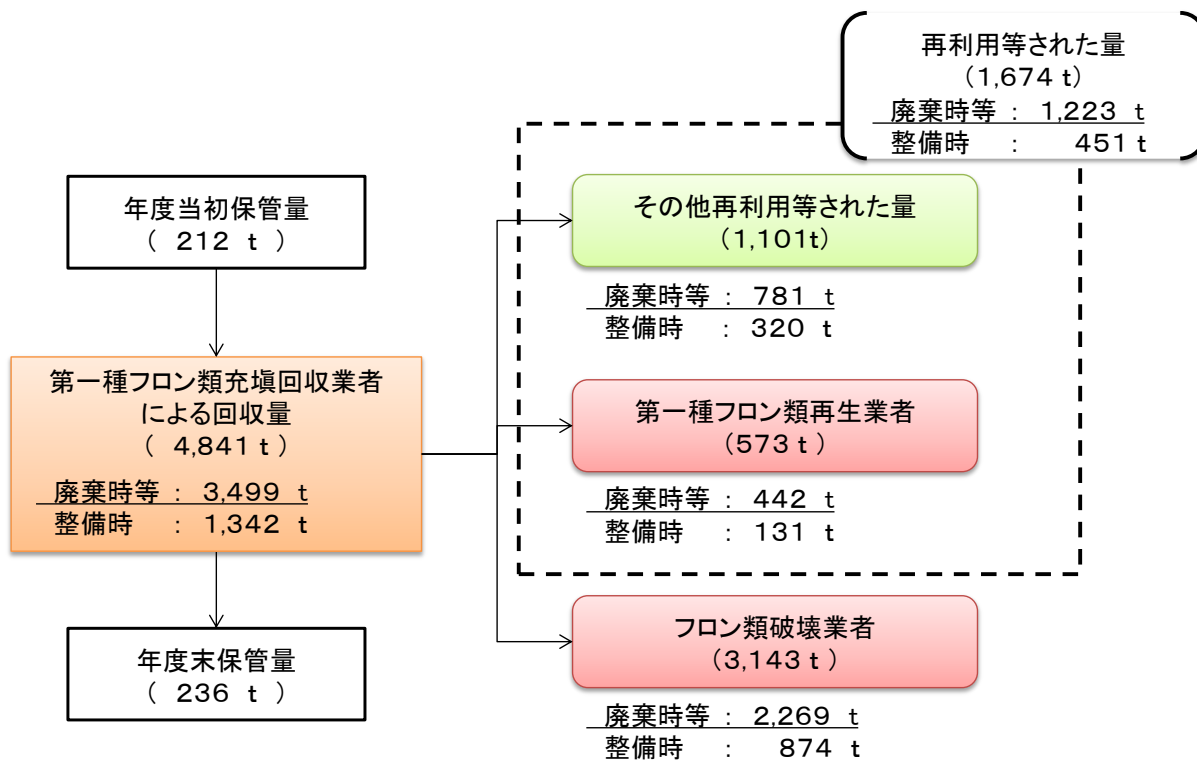 再利用等された量
(1,674 t)
廃棄時等 : 1,223 t
整備時 : 451 t
年度当初保管量
( 212 t )
その他再利用等された量
(1,101t)
廃棄時等 : 781 t
整備時 : 320 t
第一種フロン類充塡回収業者
による回収量
( 4,841 t )
廃棄時等 : 3,499 t
整備時 : 1,342 t
第一種フロン類再生業者
(573 t )
廃棄時等 : 442 t
整備時 : 131 t
年度末保管量
( 236 t )
フロン類破壊業者
(3,143 t )
廃棄時等 : 2,269 t
整備時 : 874 t